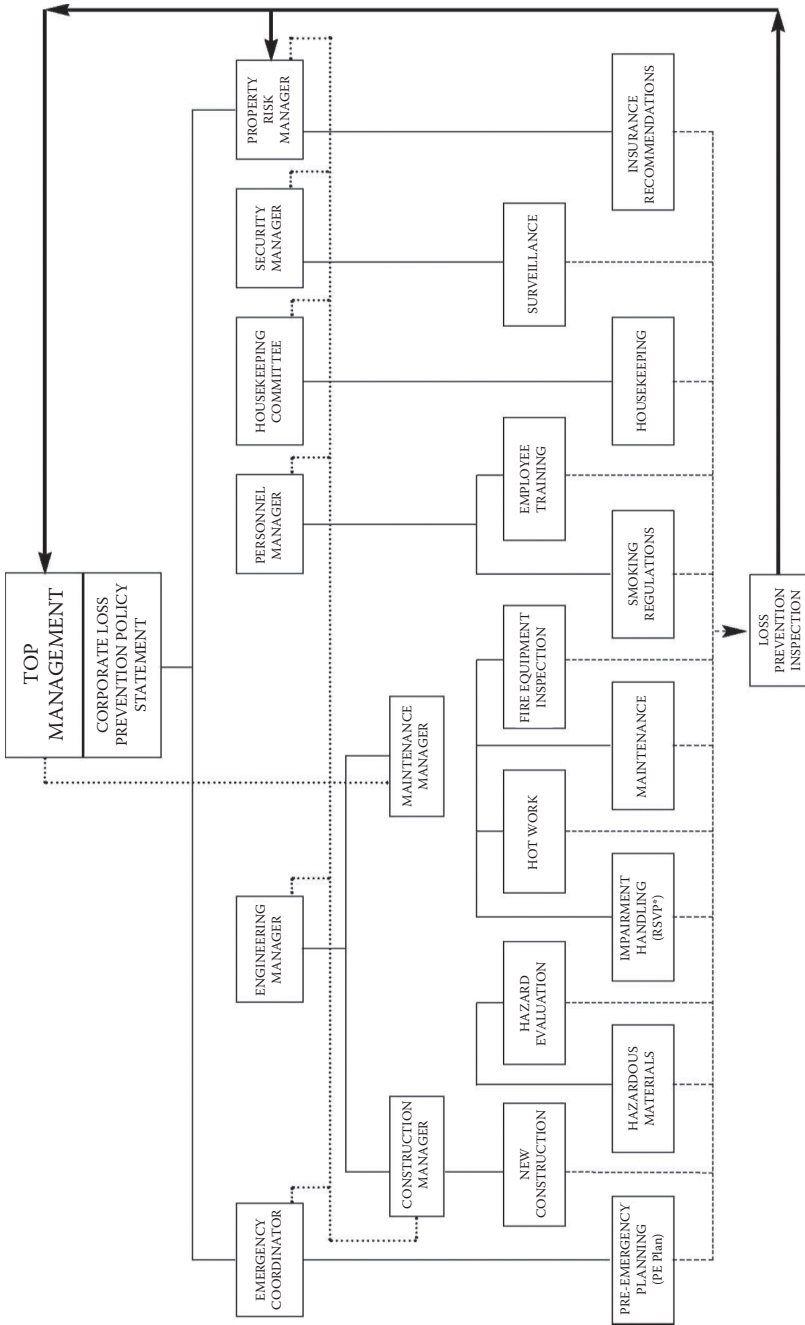 TOP
MANAGEMENT
CORPORATE LOSS
PREVENTION POLICY
STATEMENT
EMERGENCY
COORDINATOR
ENGINEERING
MANAGER
PERSONNEL
MANAGER
HOUSEKEEPING
COMMITTEE
SECURITY
MANAGER
PROPERTY
RISK
MANAGER
CONSTRUCTION
MANAGER
MAINTENANCE
MANAGER
NEW
CONSTRUCTION
HAZARD
EVALUATION
HOT WORK
FIRE EQUIPMENT
INSPECTION
EMPLOYEE
TRAINING
SURVEILLANCE
PRE-EMERGENCY
PLANNING
(PE Plan)
HAZARDOUS
MATERIALS
IMPAIRMENT
HANDLING
(RSVP*)
MAINTENANCE
SMOKING
REGULATIONS
HOUSEKEEPING
INSURANCE
RECOMMENDATIONS
LOSS
PREVENTION
INSPECTION